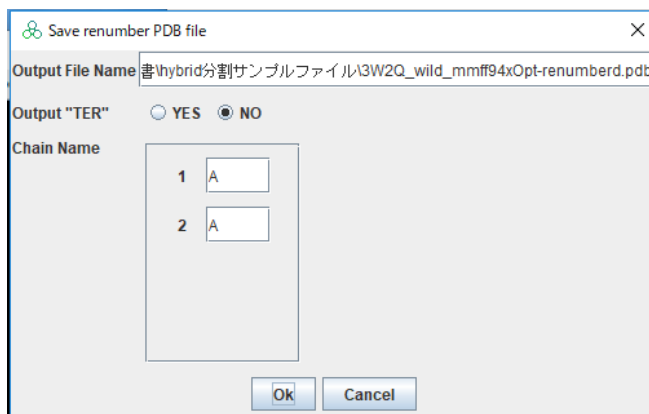 Save renumber PDB file
Output File Name 書\hybrid分割サンプルファイル\3W2Q_wild_mmff94xOpt-renumberd.pdb
Output "TER" YES NO
Chain Name
1 A
2 A
Ok Cancel